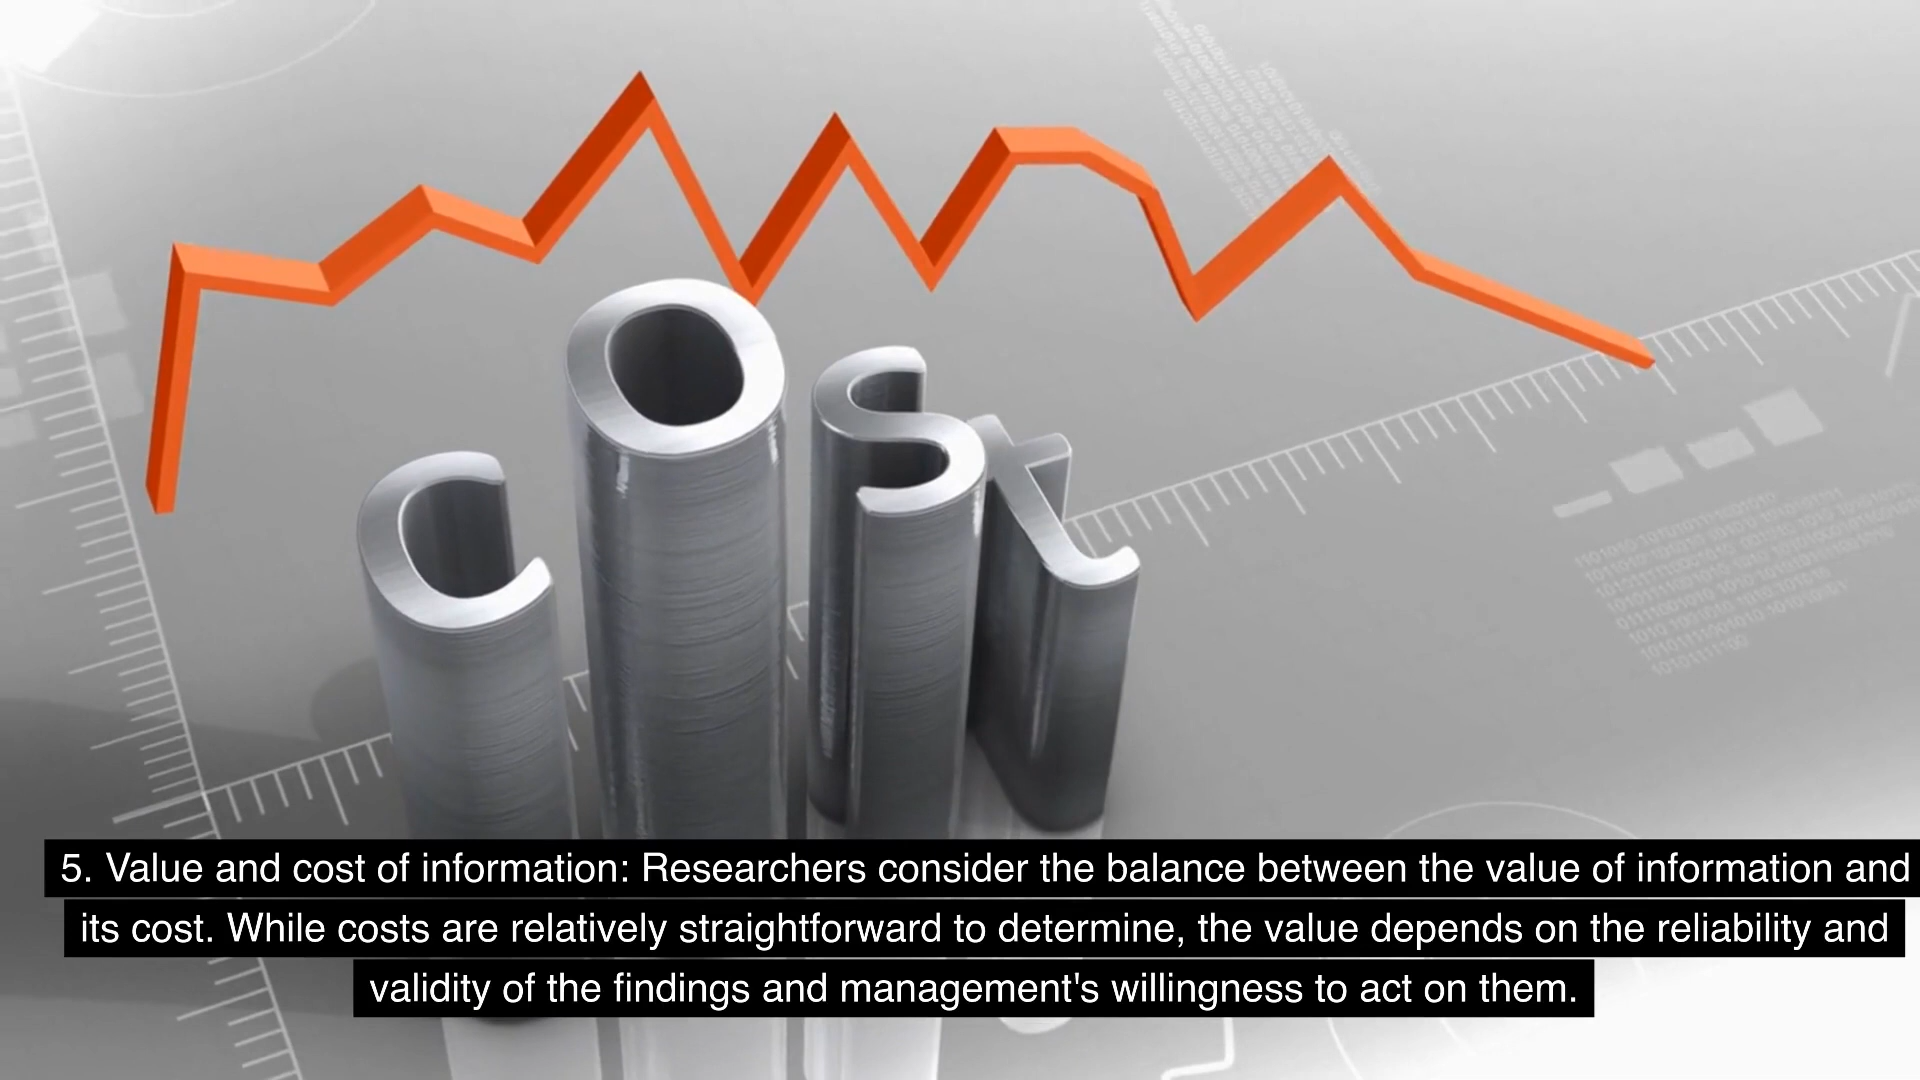 cost
5. Value and cost of information: Researchers consider the balance between the value of information and
its cost. While costs are relatively straightforward to determine, the value depends on the reliability and
validity of the findings and management's willingness to act on them.